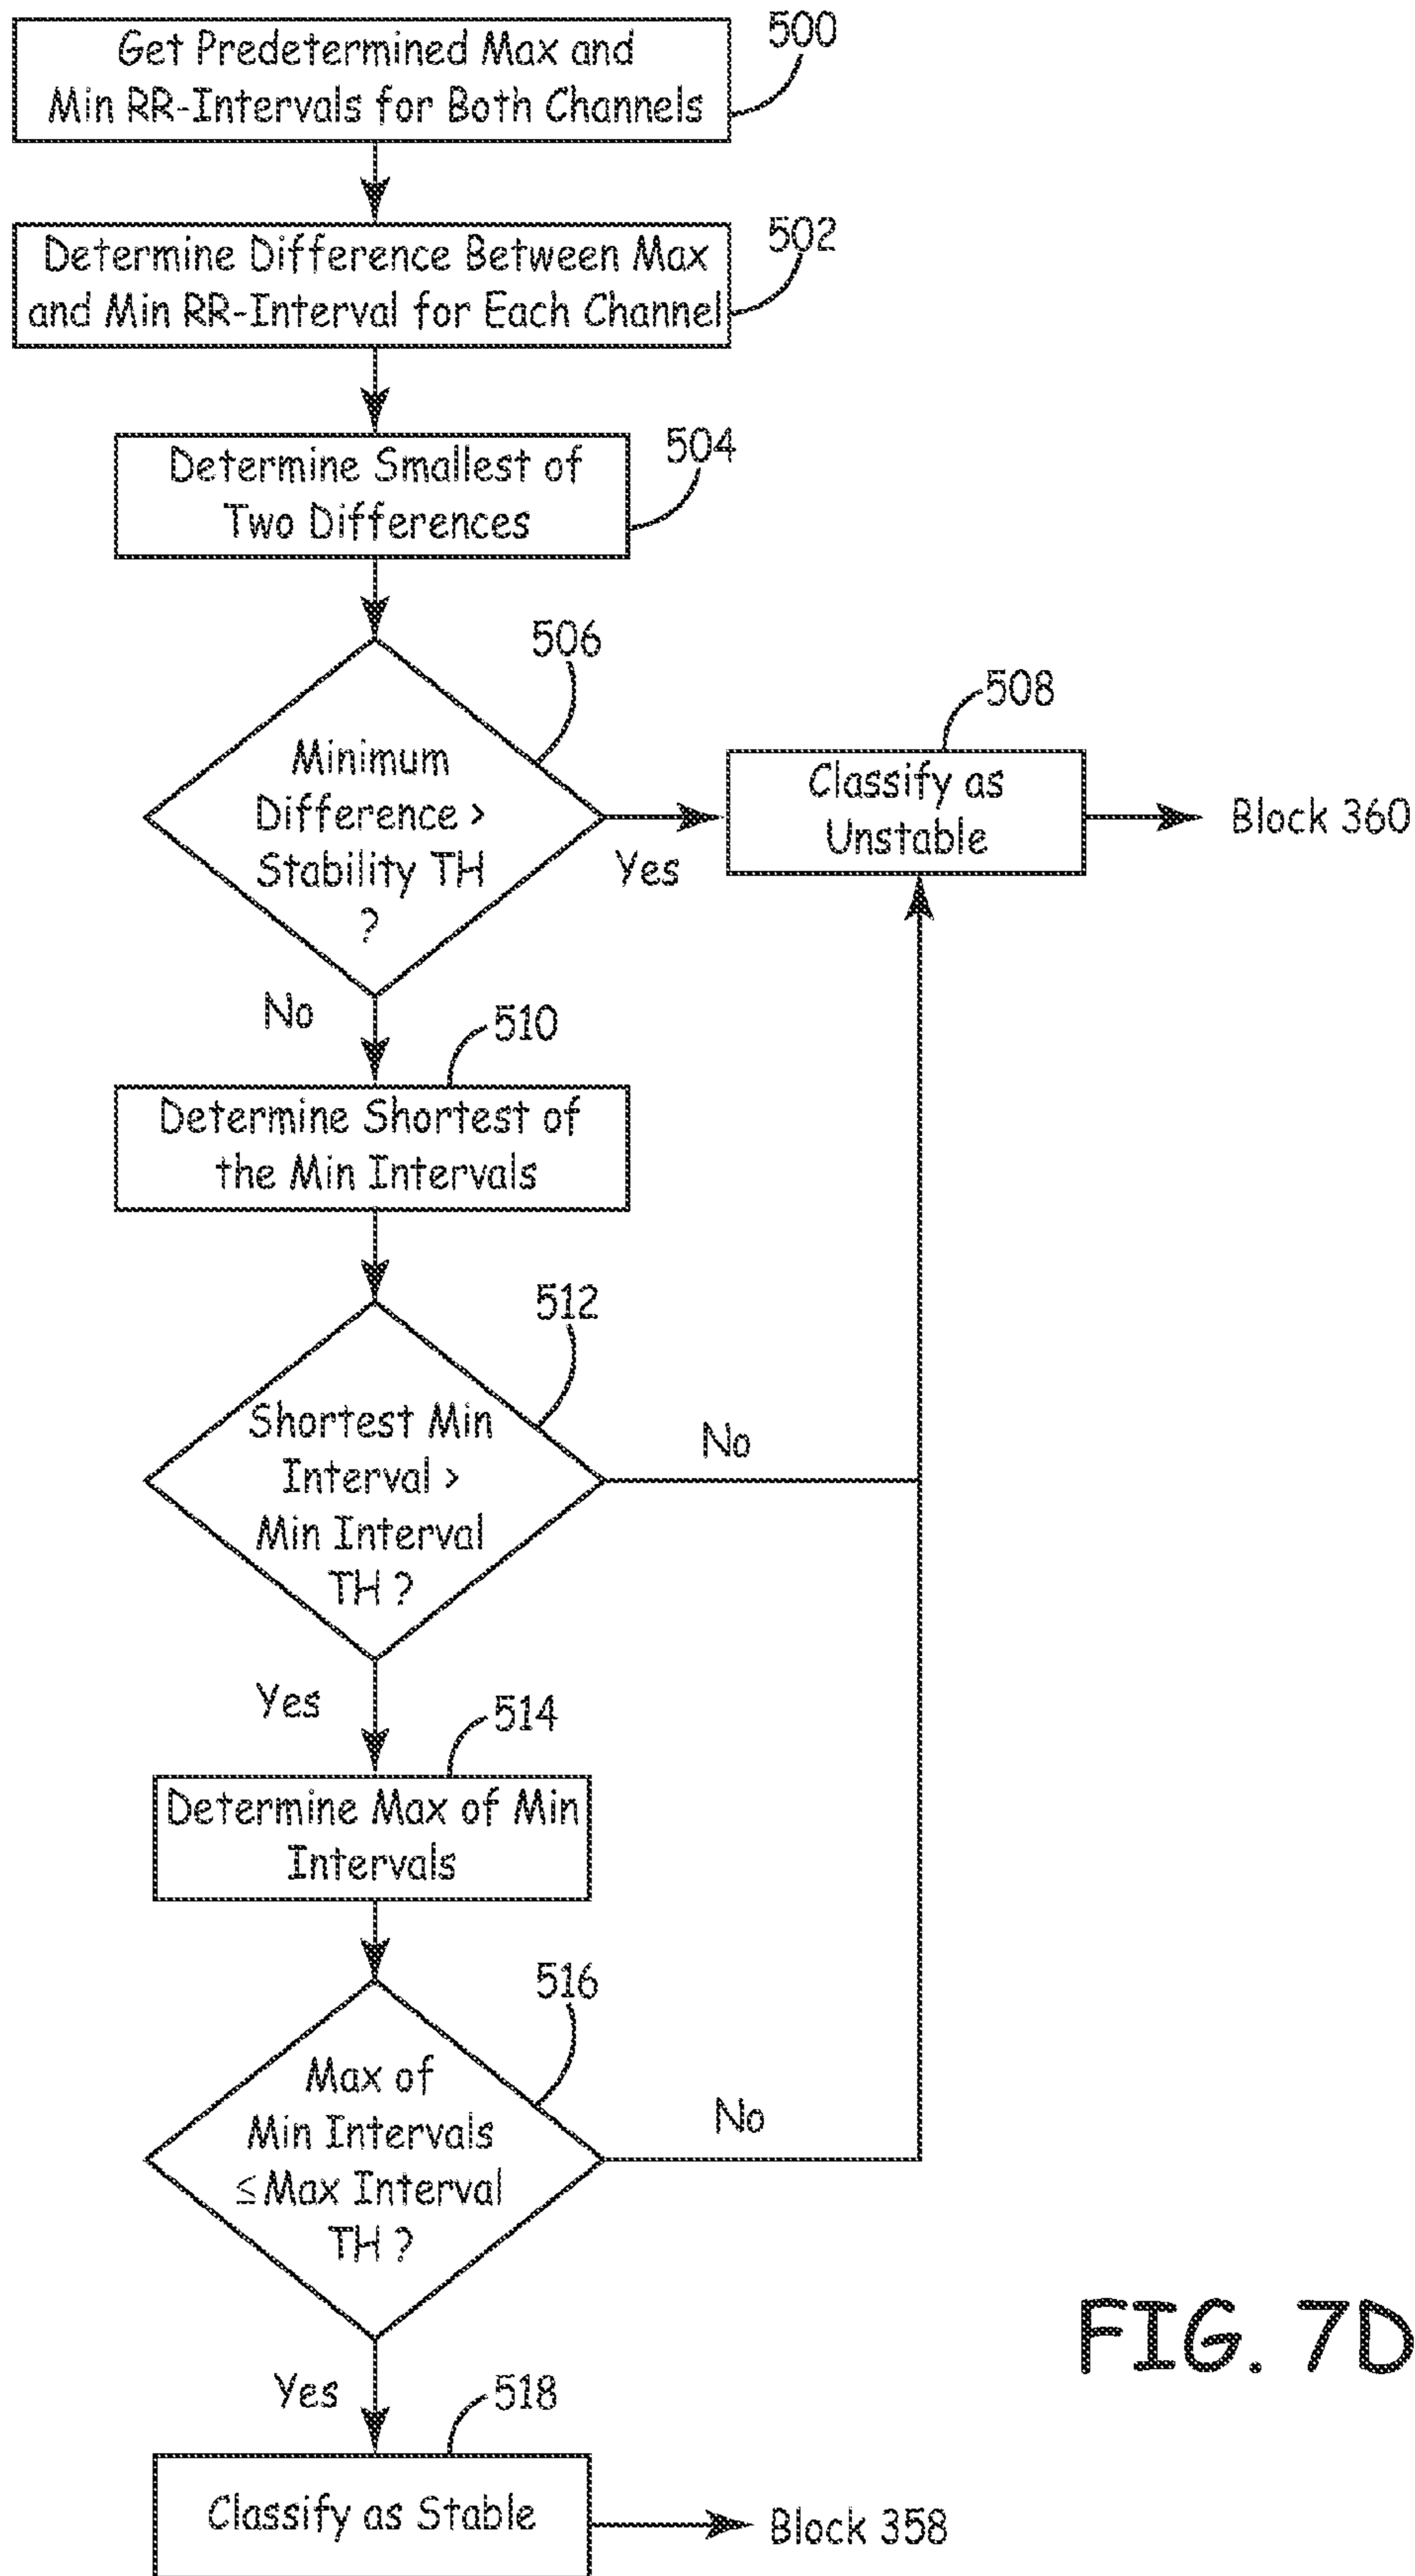 500
Get Predetermined Max and
Min RR-Intervals for Both Channels
502
Determine Difference Between Max
and Min RR-Interval for Each Channel
504
Determine Smallest of
Two Differences
506
Minimum
Difference >
Stability TH
?
Yes
508
Classify as
Unstable
Block 360
No
510
Determine Shortest of
the Min Intervals
512
Shortest Min
Interval >
Min Interval
TH ?
No
Yes
514
Determine Max of Min
Intervals
516
Max of
Min Intervals
≤ Max Interval
TH ?
No
Yes
518
Classify as Stable
Block 358
FIG. 7D